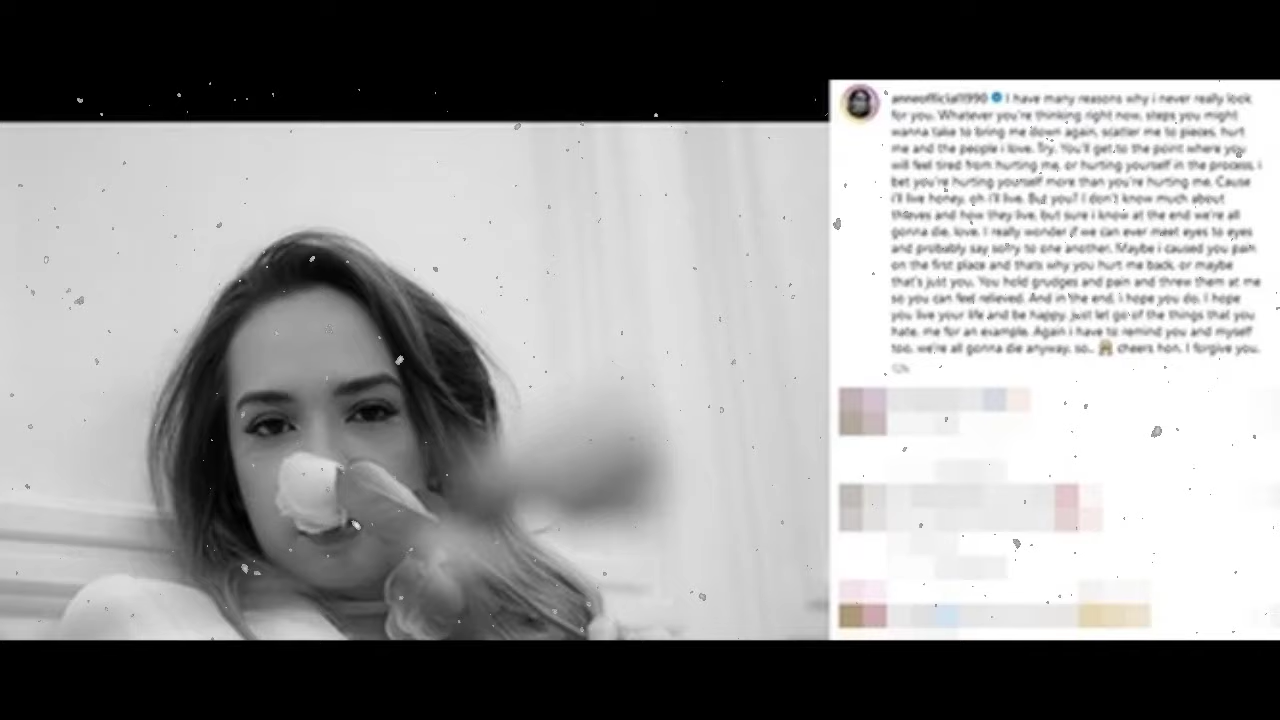 anneofficial1990 I have many reasons why i never really look
for you. Whatever you're thinking right now, steps you might
wanna take to bring me down again, scatter me to pieces, hurt
me and the people i love. Try. You'll get to the point where you
will feel tired from hurting me, or hurting yourself in the process, i
bet you're hurting yourself more than you're hurting me. Cause
i'll live honey, oh i'll live. But you? I don't know much about
thieves and how they live, but sure i know at the end we're all
gonna die, love. I really wonder if we can ever meet eyes to eyes
and probably say sorry to one another. Maybe i caused you pain
on the first place and thats why you hurt me back, or maybe
that's just you. You hold grudges and pain and threw them at me
so you can feel relieved. And in the end, i hope you do. I hope
you live your life and be happy. just let go of the things that you
hate, me for an example. Again i have to remind you and myself
too, we're all gonna die anyway, so.. 🙈 cheers hon. I forgive you.